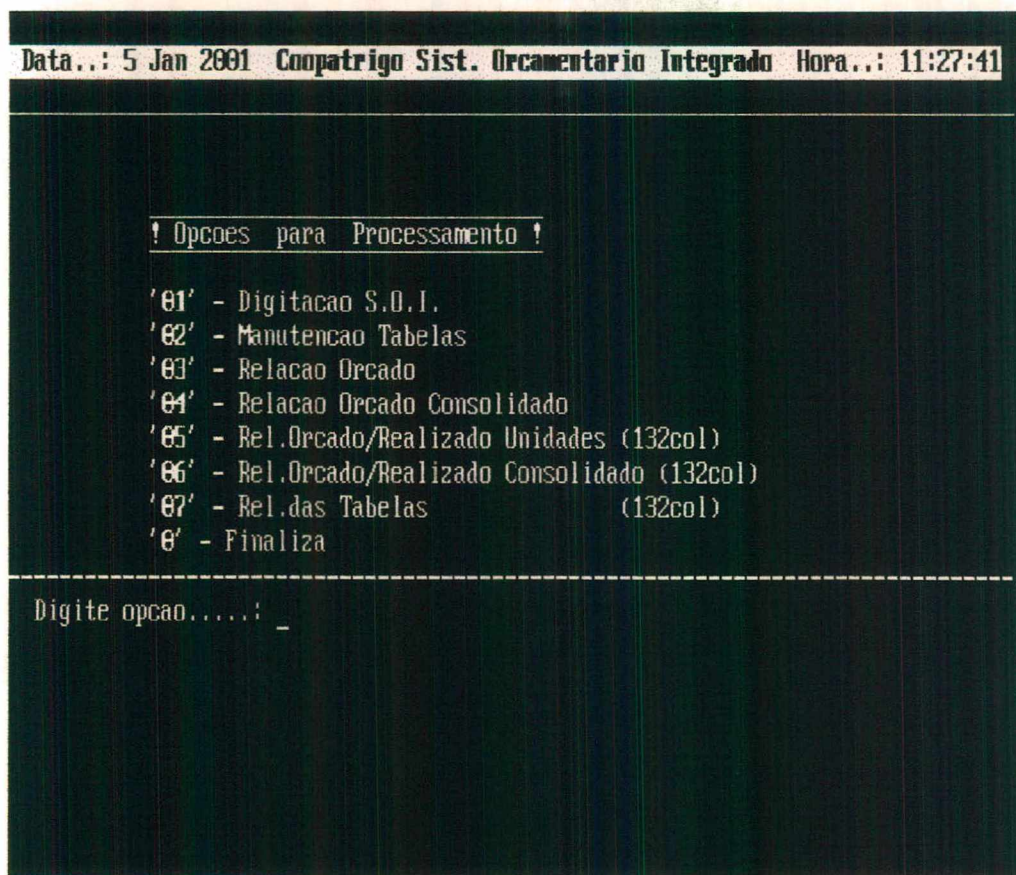 Data..: 5 Jan 2001 Coopatrigo Sist. Orcamentario Integrado Hora..: 11:27:41
! Opcoes para Processamento !
'01' - Digitacao S.O.I.
'02' - Manutencao Tabelas
'03' - Relacao Orcado
'04' - Relacao Orcado Consolidado
'05' - Rel.Orcado/Realizado Unidades (132col)
'06' - Rel.Orcado/Realizado Consolidado (132col)
'07' - Rel.das Tabelas (132col)
'0' - Finaliza
Digite opcao.....: _